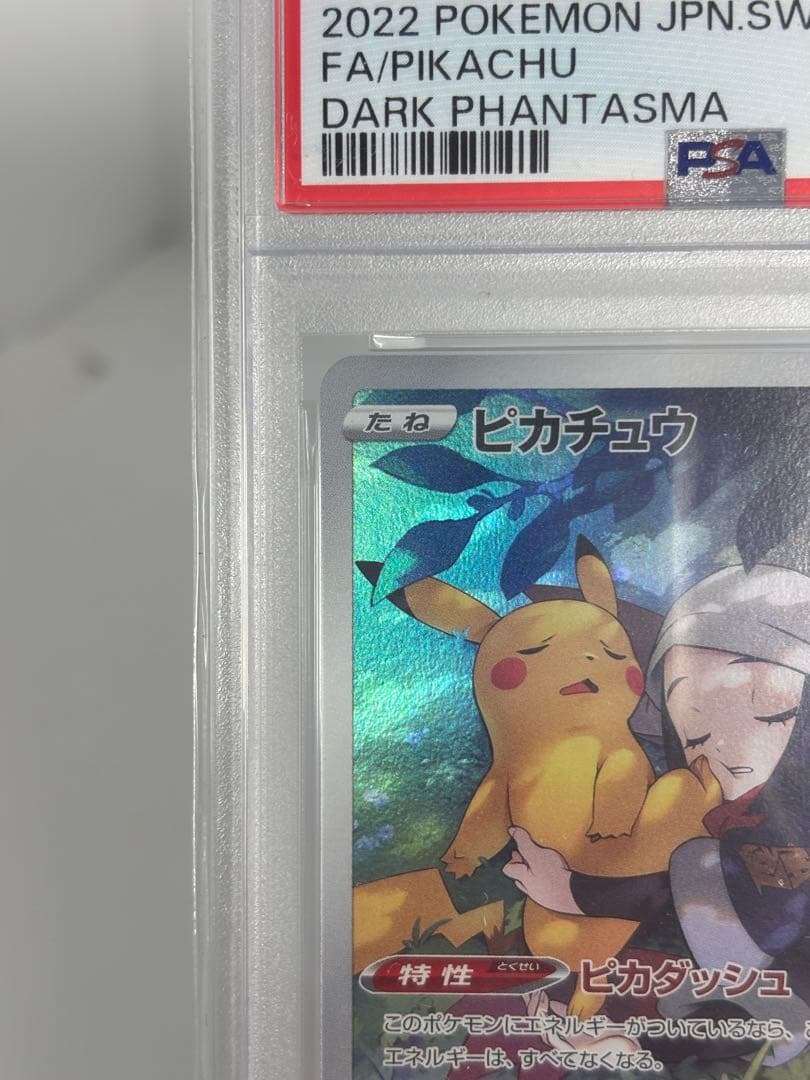 2022 POKEMON JPN.SW
FA/PIKACHU
DARK PHANTASMA
PSA
たね ピカチュウ
特性 とくせい ピカダッシュ
このポケモンにエネルギーがついているなら、
エネルギーは、すべてなくなる。